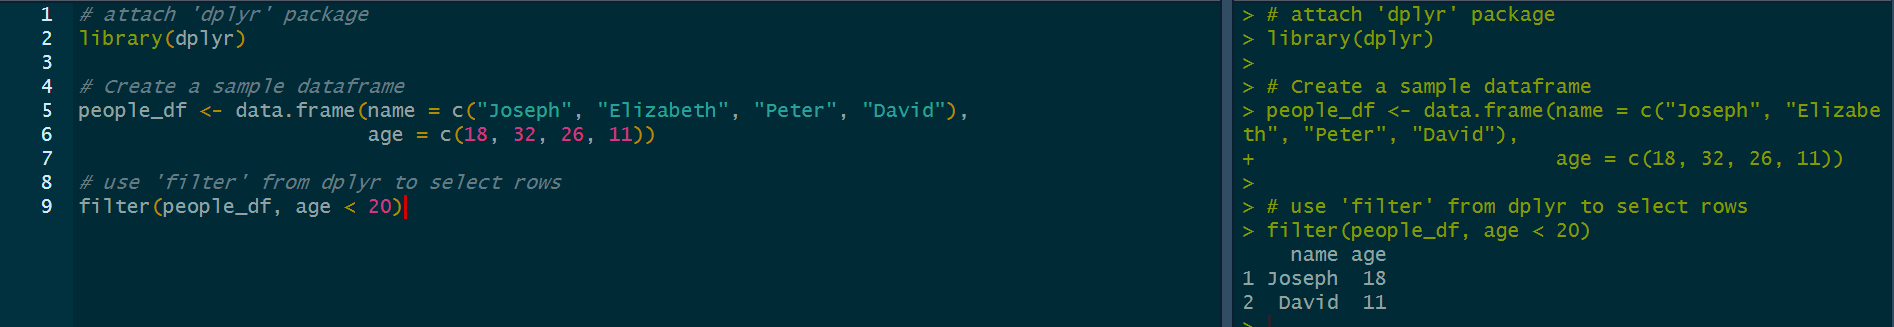 1 # attach 'dplyr' package
2 library(dplyr)
3
4 # Create a sample dataframe
5 people_df <- data.frame(name = c("Joseph", "Elizabeth", "Peter", "David"),
6                         age = c(18, 32, 26, 11))
7
8 # use 'filter' from dplyr to select rows
9 filter(people_df, age < 20)
> # attach 'dplyr' package
> library(dplyr)
>
> # Create a sample dataframe
> people_df <- data.frame(name = c("Joseph", "Elizabe
th", "Peter", "David"),
+                         age = c(18, 32, 26, 11))
>
> # use 'filter' from dplyr to select rows
> filter(people_df, age < 20)
    name age
1 Joseph  18
2  David  11
>